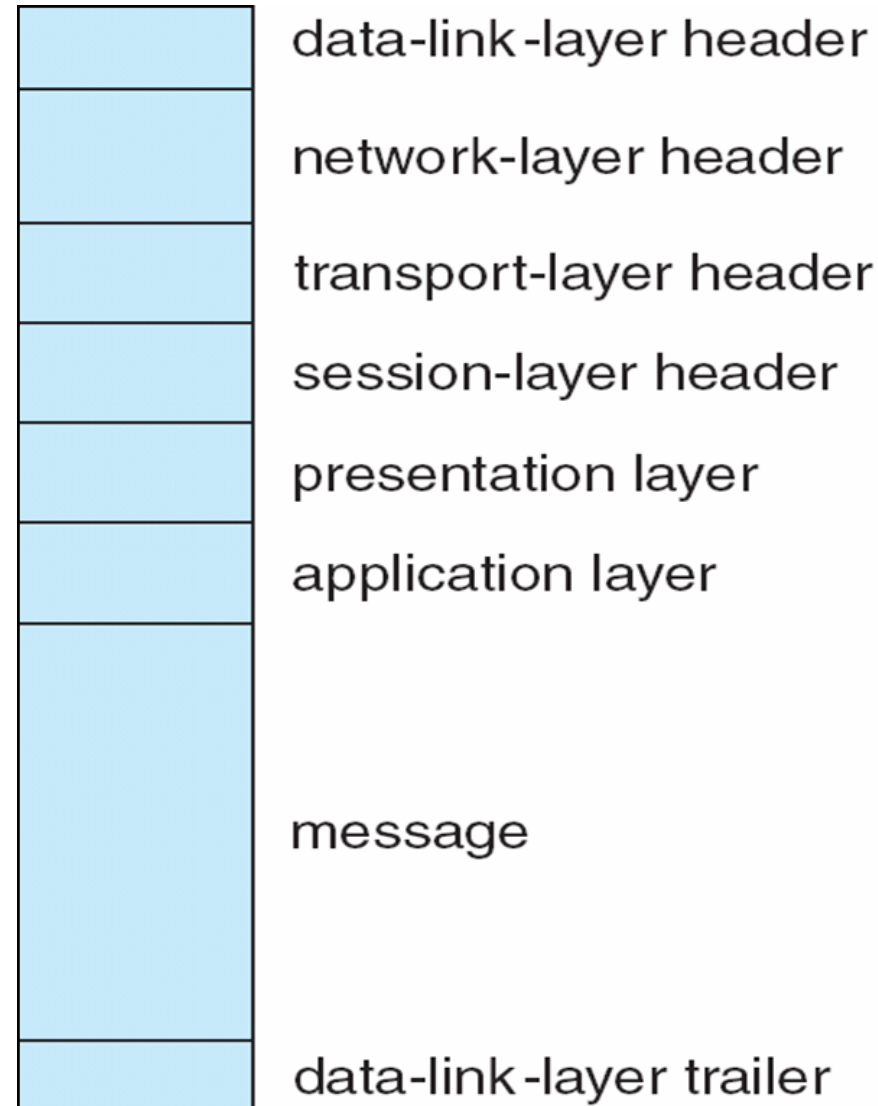 data-link-layer header
network-layer header
transport-layer header
session-layer header
presentation layer
application layer
message
data-link-layer trailer